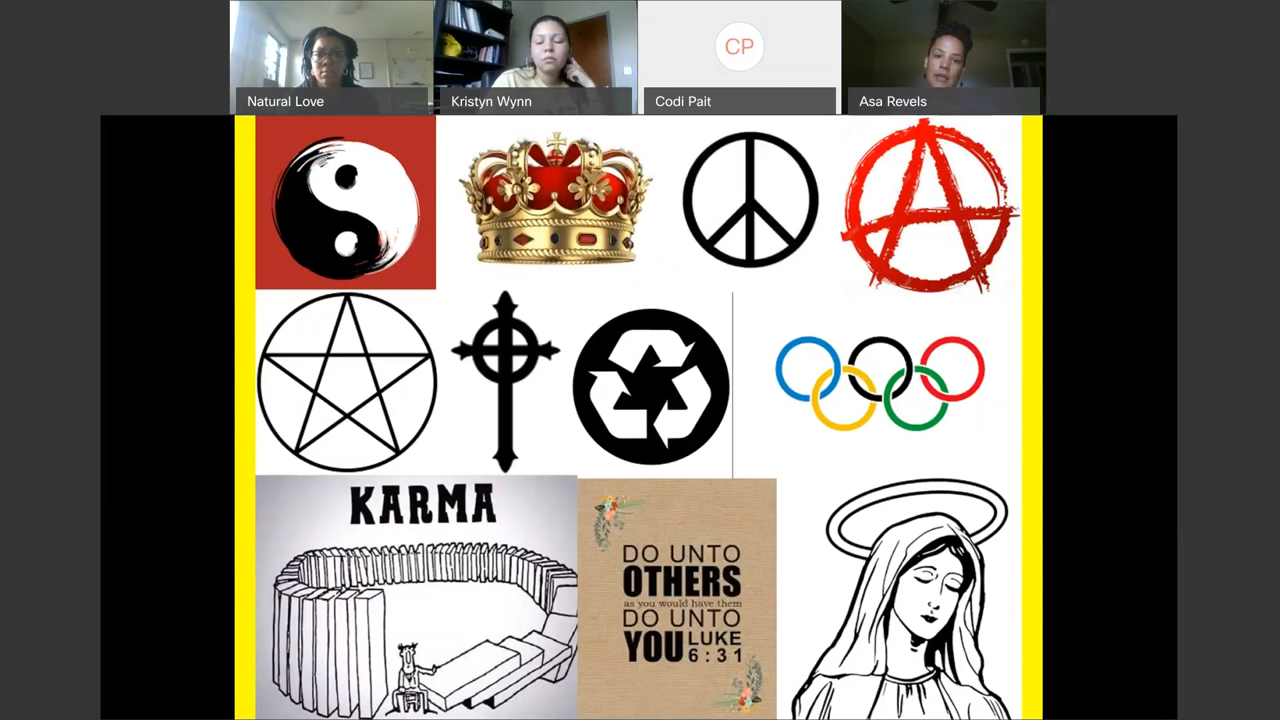 Natural Love
Kristyn Wynn
CP
Codi Pait
Asa Revels
A
KARMA
DO UNTO
OTHERS
as you would have them
DO UNTO
YOU LUKE
6:31